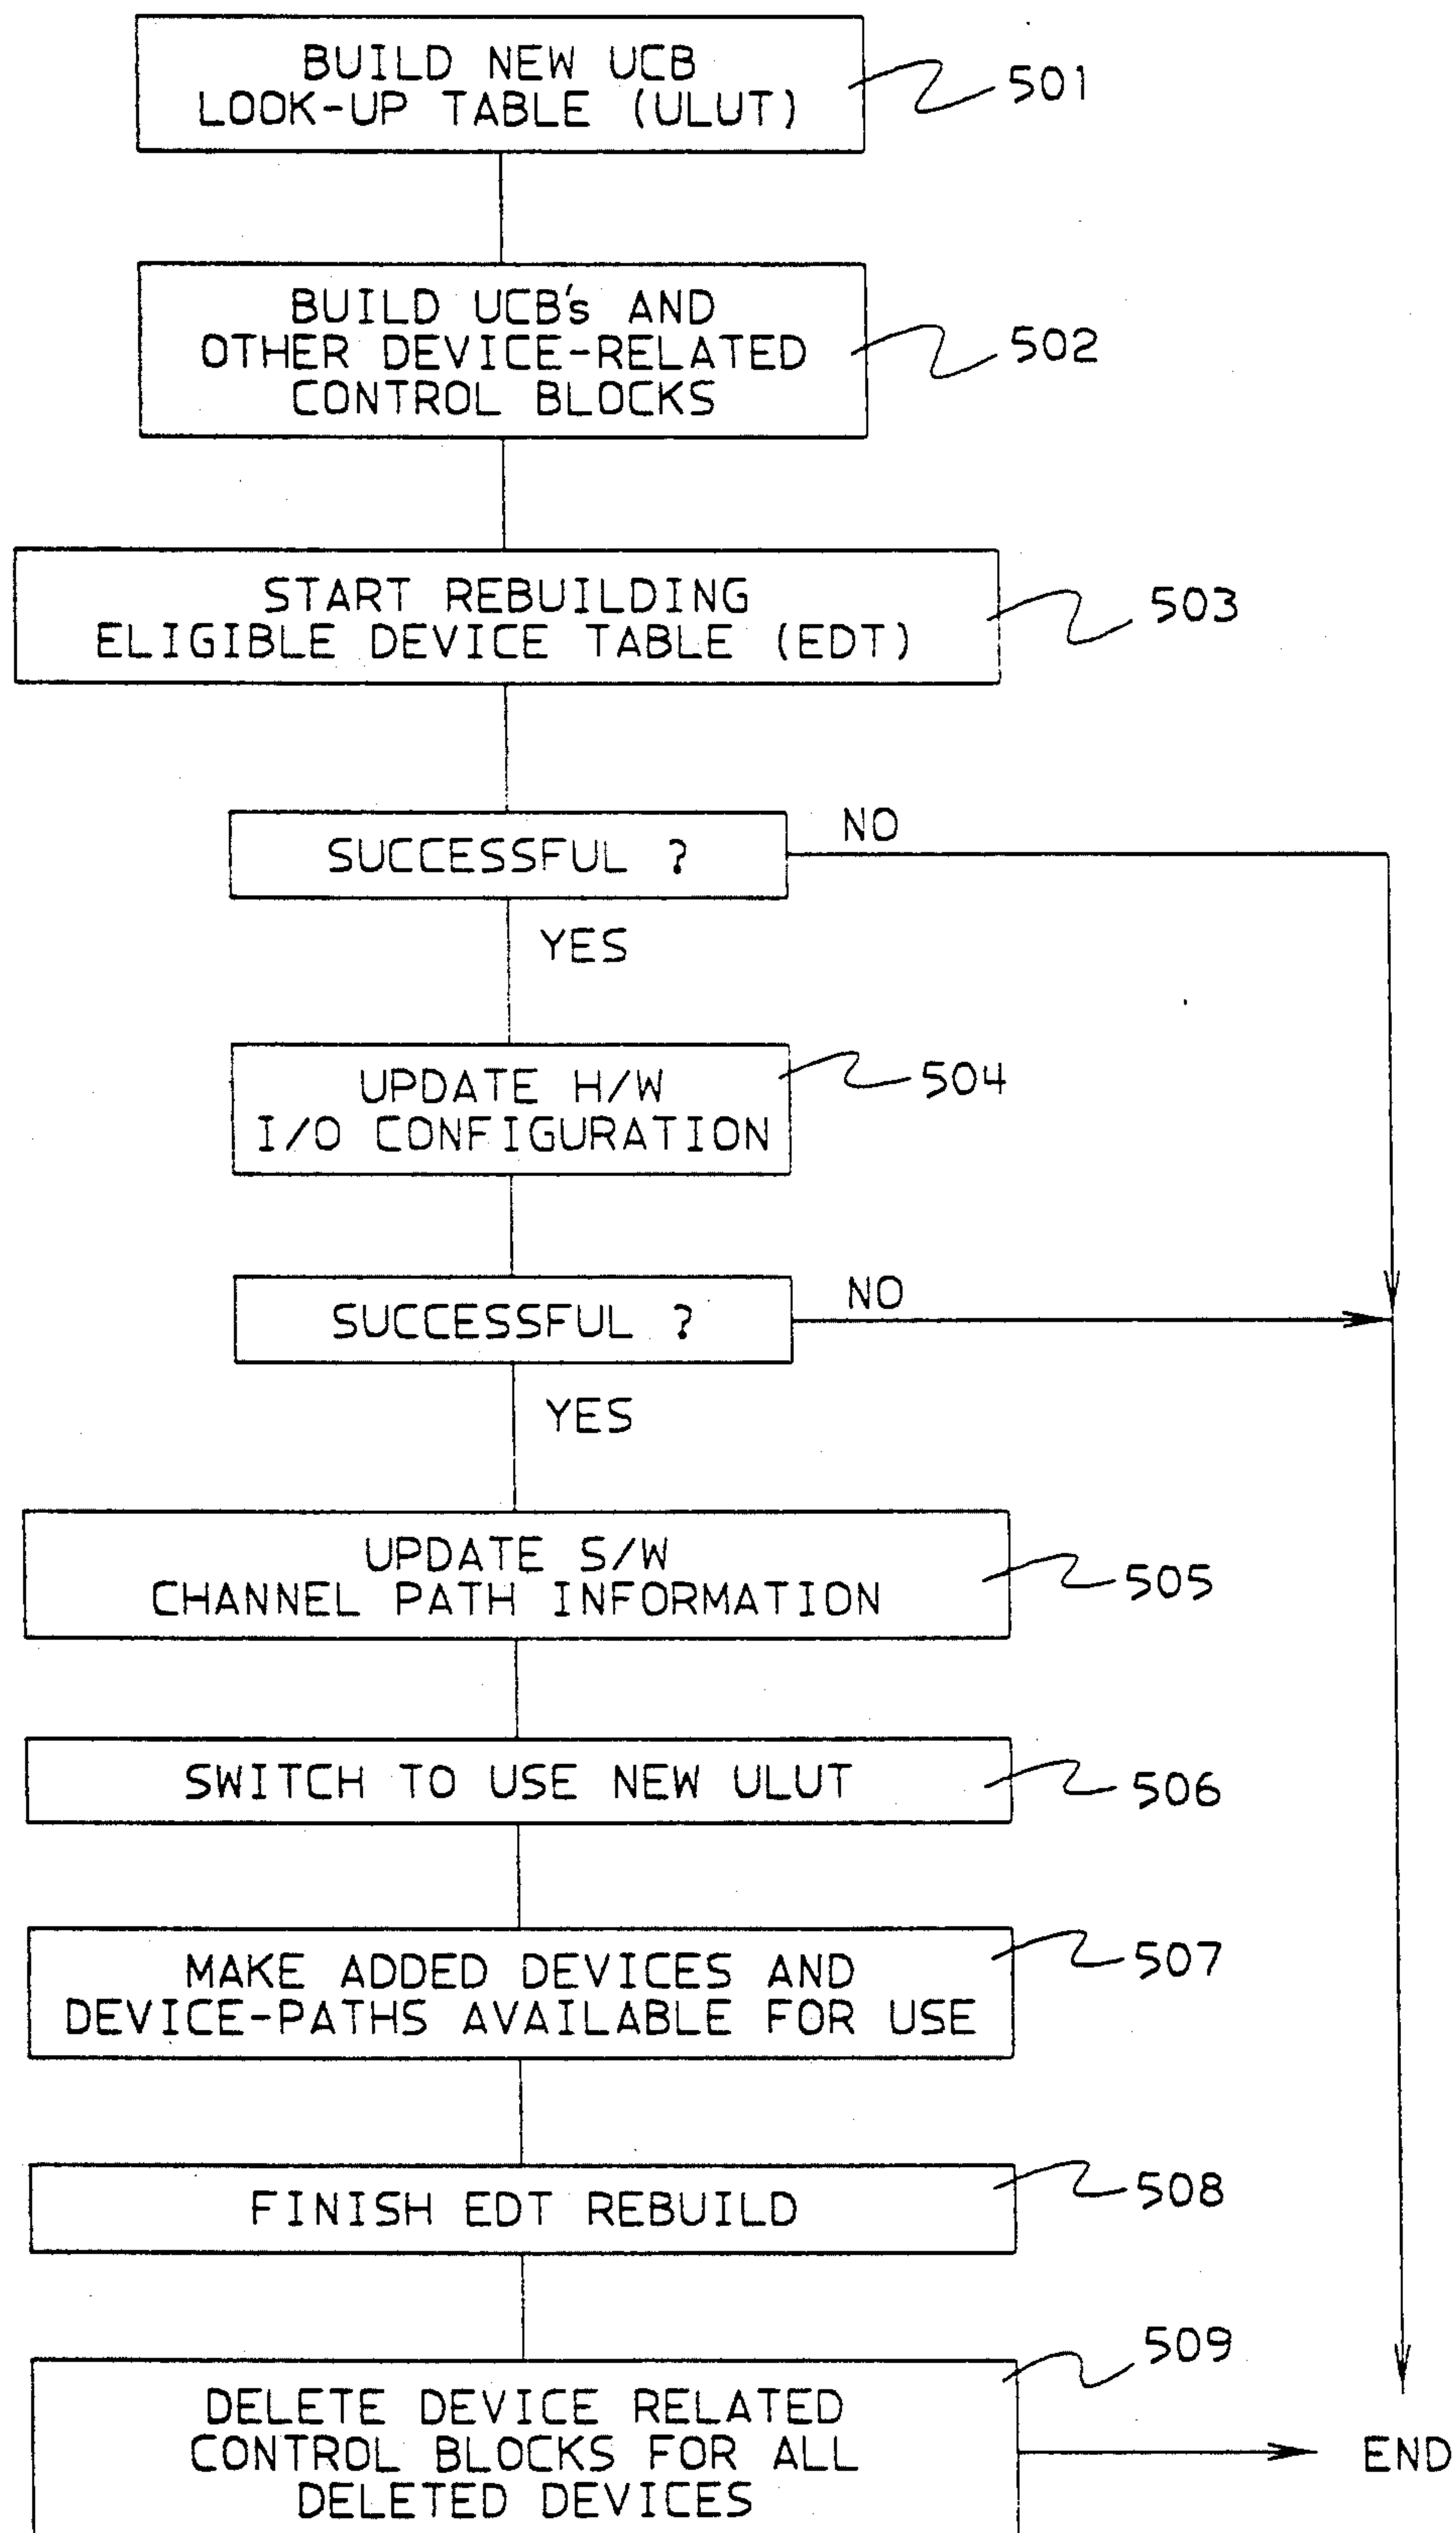 BUILD NEW UCB
LOOK-UP TABLE (ULUT)
501
BUILD UCB's AND
OTHER DEVICE-RELATED
CONTROL BLOCKS
502
START REBUILDING
ELIGIBLE DEVICE TABLE (EDT)
503
SUCCESSFUL ?
NO
YES
UPDATE H/W
I/O CONFIGURATION
504
SUCCESSFUL ?
NO
YES
UPDATE S/W
CHANNEL PATH INFORMATION
505
SWITCH TO USE NEW ULUT
506
MAKE ADDED DEVICES AND
DEVICE-PATHS AVAILABLE FOR USE
507
FINISH EDT REBUILD
508
DELETE DEVICE RELATED
CONTROL BLOCKS FOR ALL
DELETED DEVICES
509
END